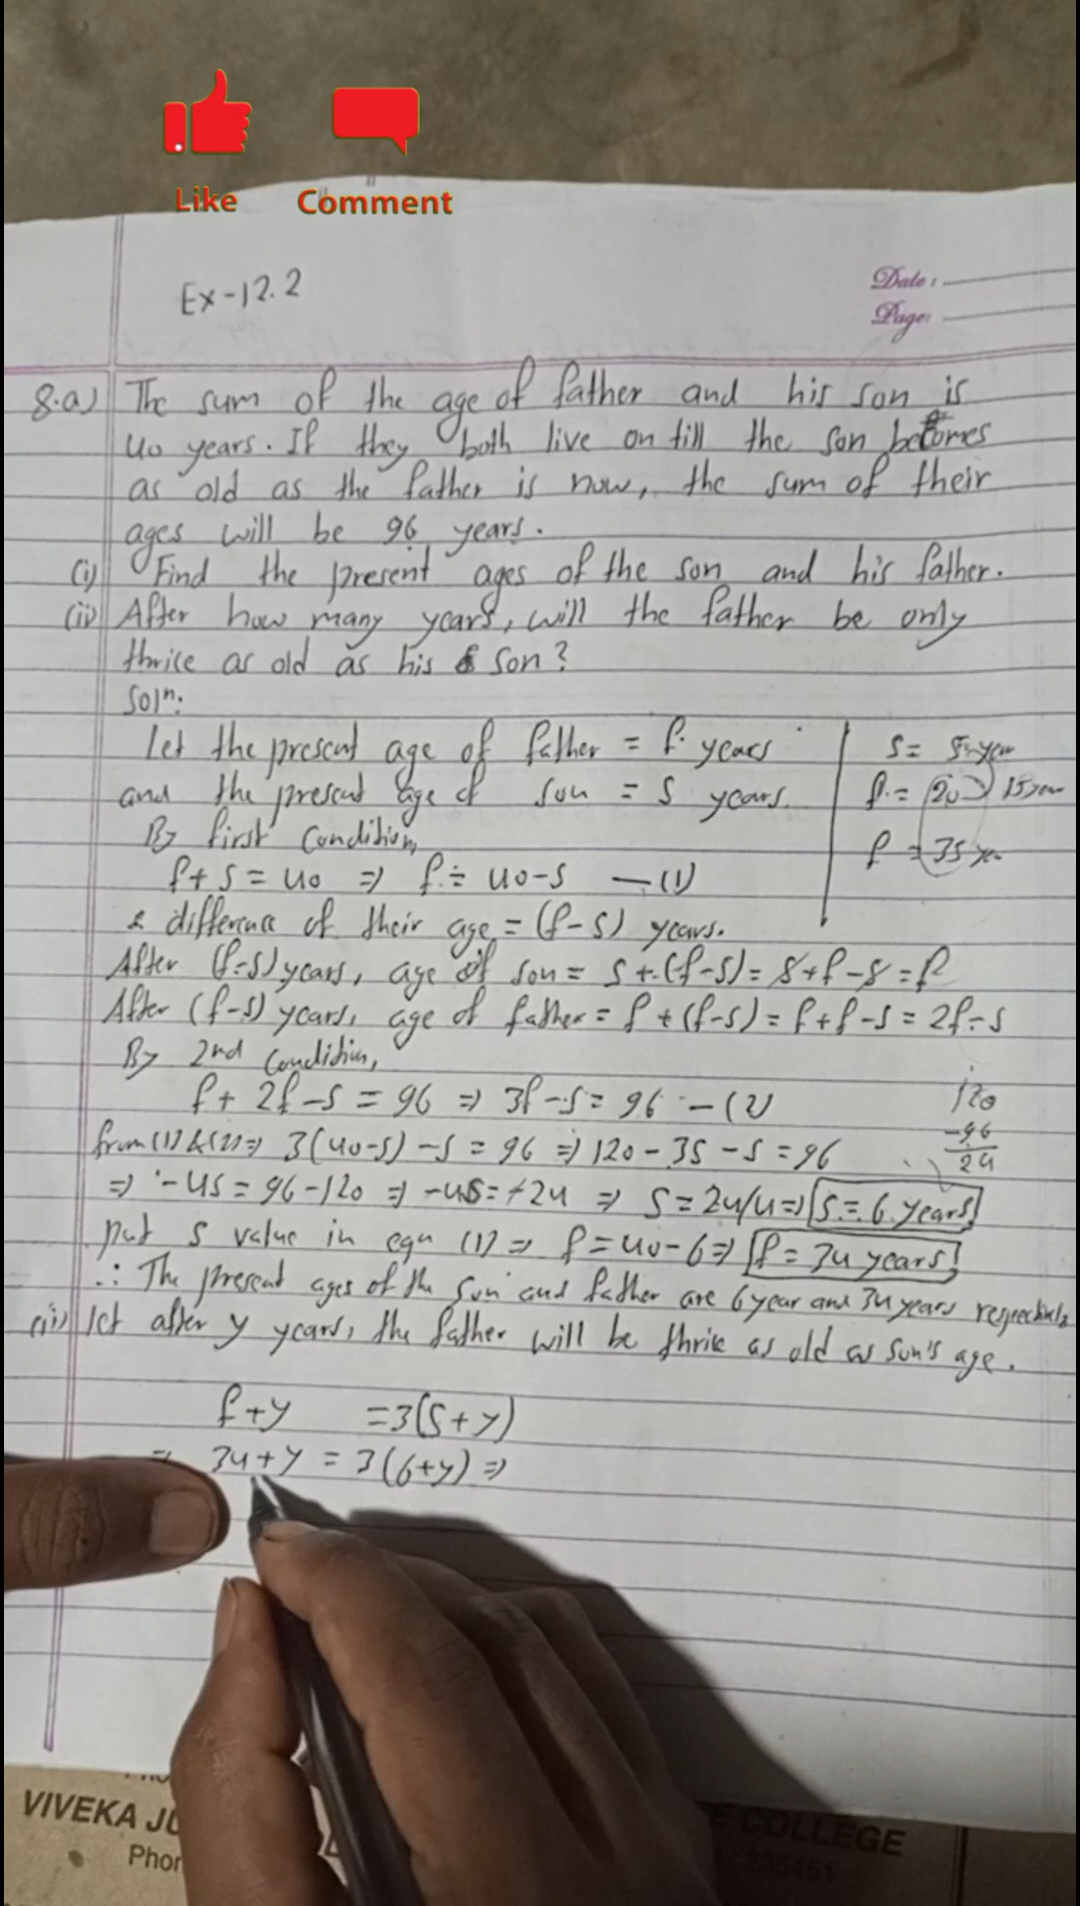 Like Comment
Ex-12.2
Date:
Page:
8.a) The sum of the age of father and his son is
40 years. If they both live on till the son becomes
as old as the father is now, the sum of their
ages will be 96 years.
(i) Find the present ages of the son and his father.
(ii) After how many years, will the father be only
thrice as old as his son?
Soln:
Let the present age of father = f. years
and the present age of son = s years.
By first condition,
f+s = 40 => f = 40-s —(1)
& difference of their age = (f-s) years.
After (f-s) years, age of son = s+(f-s)= s+f-s = f
After (f-s) years, age of father = f+(f-s)= f+f-s = 2f-s
By 2nd condition,
f+ 2f-s = 96 => 3f-s = 96 -(2)
from (1) & (2) => 3(40-s)-s = 96 => 120-3s-s = 96
=> -4s = 96-120 => -4s = +24 => s = 24/4 => s = 6 years
put s value in eqn (1) => f = 40-6 => f = 34 years
∴ The present ages of the son and father are 6 year and 34 years respectively
(ii) let after y years, the father will be thrice as old as son's age.
f+y =3(s+y)
=> 34+y = 3(6+y) =>
s= 5 year
f = 20 15 year
f = 35 ye
120
-96
24
VIVEKA
COLLEGE
Phon
235451